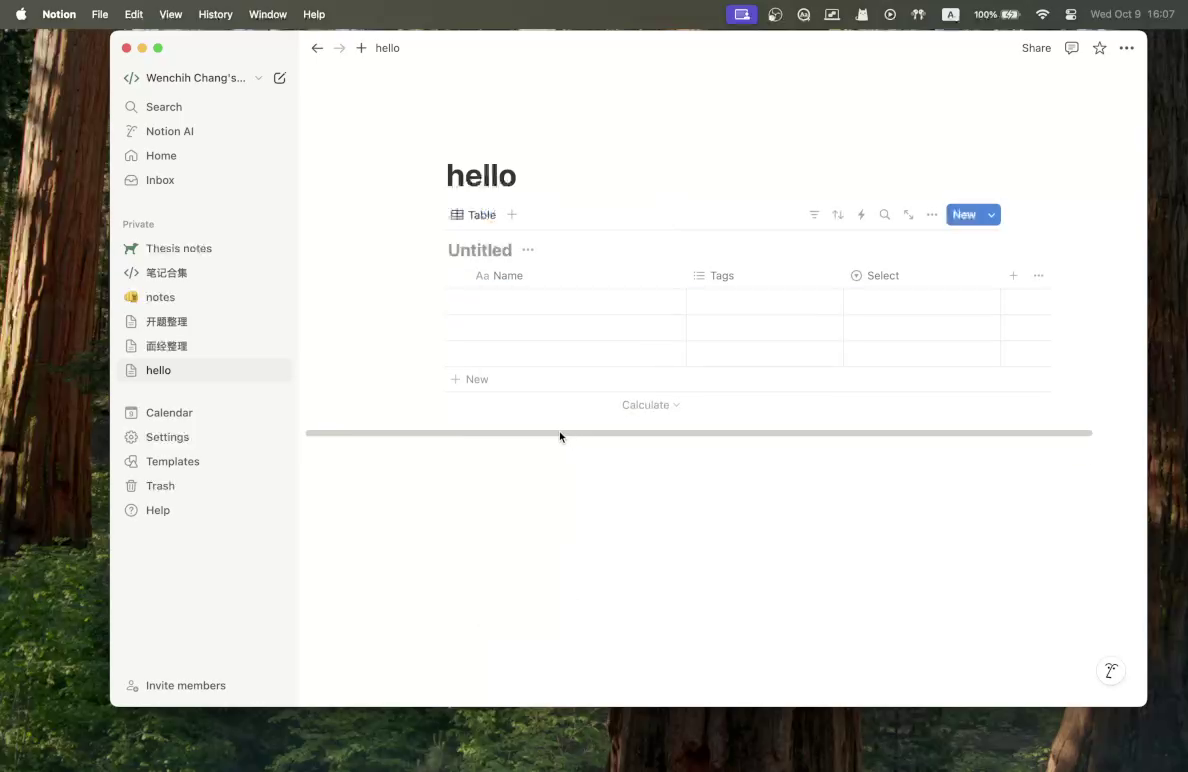 Notion File Edit View History Window Help A 100% Wed Oct 9 16:07
hello Share
Wenchih Chang's...
Search
Notion AI
Home
Inbox
Private
Thesis notes
笔记合集
notes
开题整理
面经整理
hello
Calendar
Settings
Templates
Trash
Help
Invite members
hello
Table New
Untitled
Aa Name Tags Select
New
Calculate